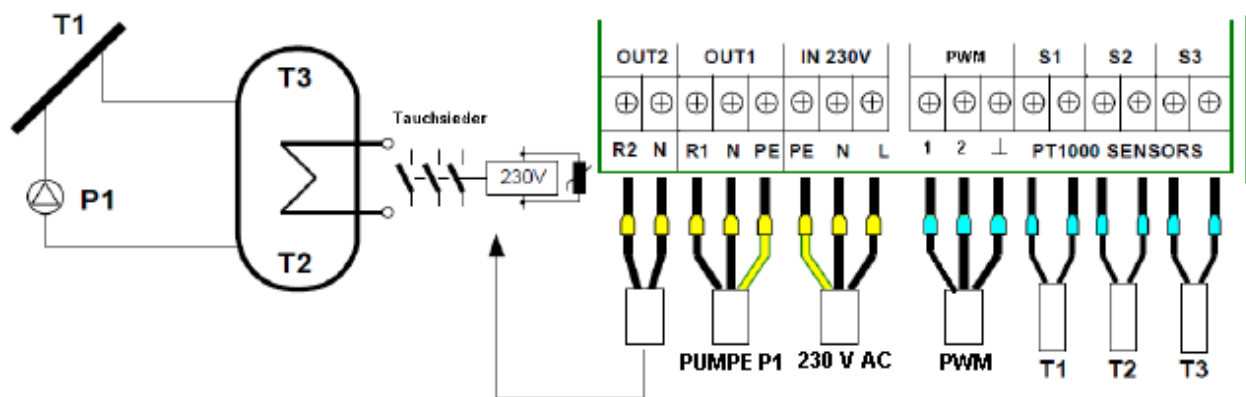 T1
T3
Tauchsieder
230V
P1
T2
OUT2 OUT1 IN 230V PWM S1 S2 S3
R2 N R1 N PE PE N L 1 2 ⊥ PT1000 SENSORS
PUMPE P1 230 V AC PWM T1 T2 T3